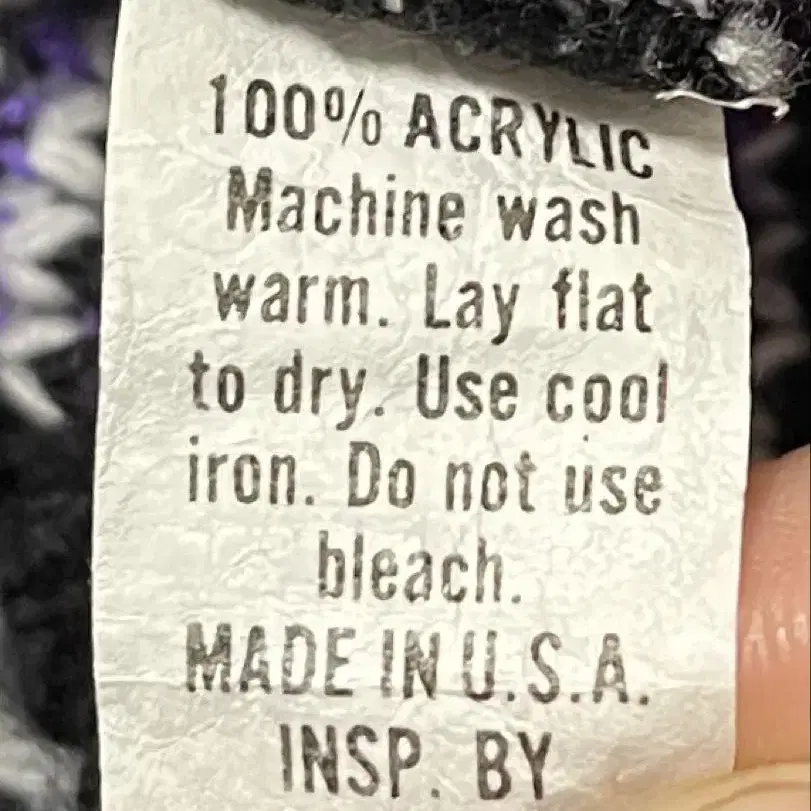 100% ACRYLIC
Machine wash
warm. Lay flat
to dry. Use cool
iron. Do not use
bleach.
MADE IN U.S.A.
INSP. BY